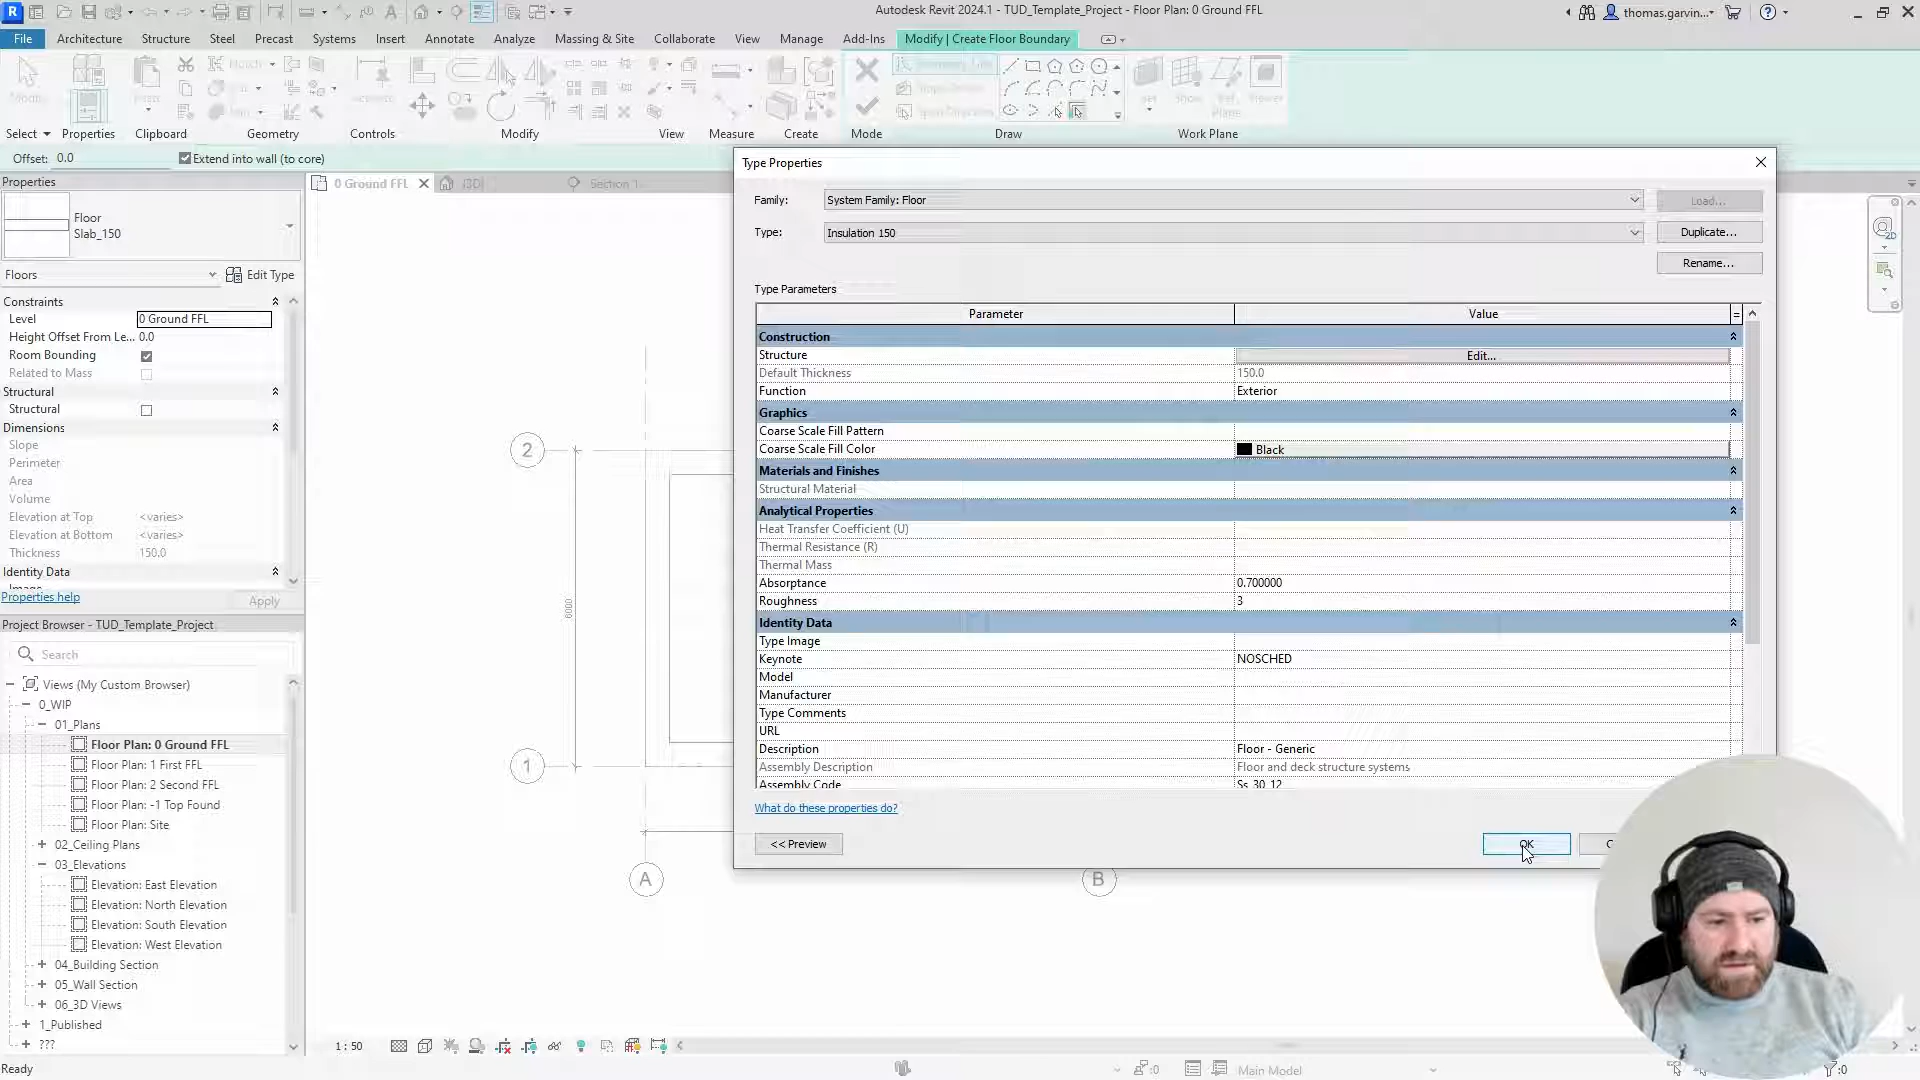 Autodesk Revit 2024.1 - TUD_Template_Project - Floor Plan: 0 Ground FFL
thomas.garvin...
File Architecture Structure Steel Precast Systems Insert Annotate Analyze Massing & Site Collaborate View Manage Add-Ins Modify | Create Floor Boundary
Select Properties Clipboard Geometry Controls Modify View Measure Create Mode Draw Work Plane
Offset: 0.0 Extend into wall (to core)
Properties
0 Ground FFL
Section 1
Floor
Slab_150
Floors Edit Type
Constraints
Level 0 Ground FFL
Height Offset From Le... 0.0
Room Bounding
Related to Mass
Structural
Structural
Dimensions
Slope
Perimeter
Area
Volume
Elevation at Top <varies>
Elevation at Bottom <varies>
Thickness 150.0
Identity Data
Properties help Apply
Project Browser - TUD_Template_Project
Search
Views (My Custom Browser)
0_WIP
01_Plans
Floor Plan: 0 Ground FFL
Floor Plan: 1 First FFL
Floor Plan: 2 Second FFL
Floor Plan: -1 Top Found
Floor Plan: Site
02_Ceiling Plans
03_Elevations
Elevation: East Elevation
Elevation: North Elevation
Elevation: South Elevation
Elevation: West Elevation
04_Building Section
05_Wall Section
06_3D Views
1_Published
???
Ready
2
6000
1
A
B
1 : 50
Type Properties
Family: System Family: Floor Load...
Type: Insulation 150 Duplicate...
Rename...
Type Parameters
Parameter Value =
Construction
Structure Edit...
Default Thickness 150.0
Function Exterior
Graphics
Coarse Scale Fill Pattern
Coarse Scale Fill Color Black
Materials and Finishes
Structural Material
Analytical Properties
Heat Transfer Coefficient (U)
Thermal Resistance (R)
Thermal Mass
Absorptance 0.700000
Roughness 3
Identity Data
Type Image
Keynote NOSCHED
Model
Manufacturer
Type Comments
URL
Description Floor - Generic
Assembly Description Floor and deck structure systems
Assembly Code Ss_30_12
What do these properties do?
<< Preview OK
:0 Main Model :0